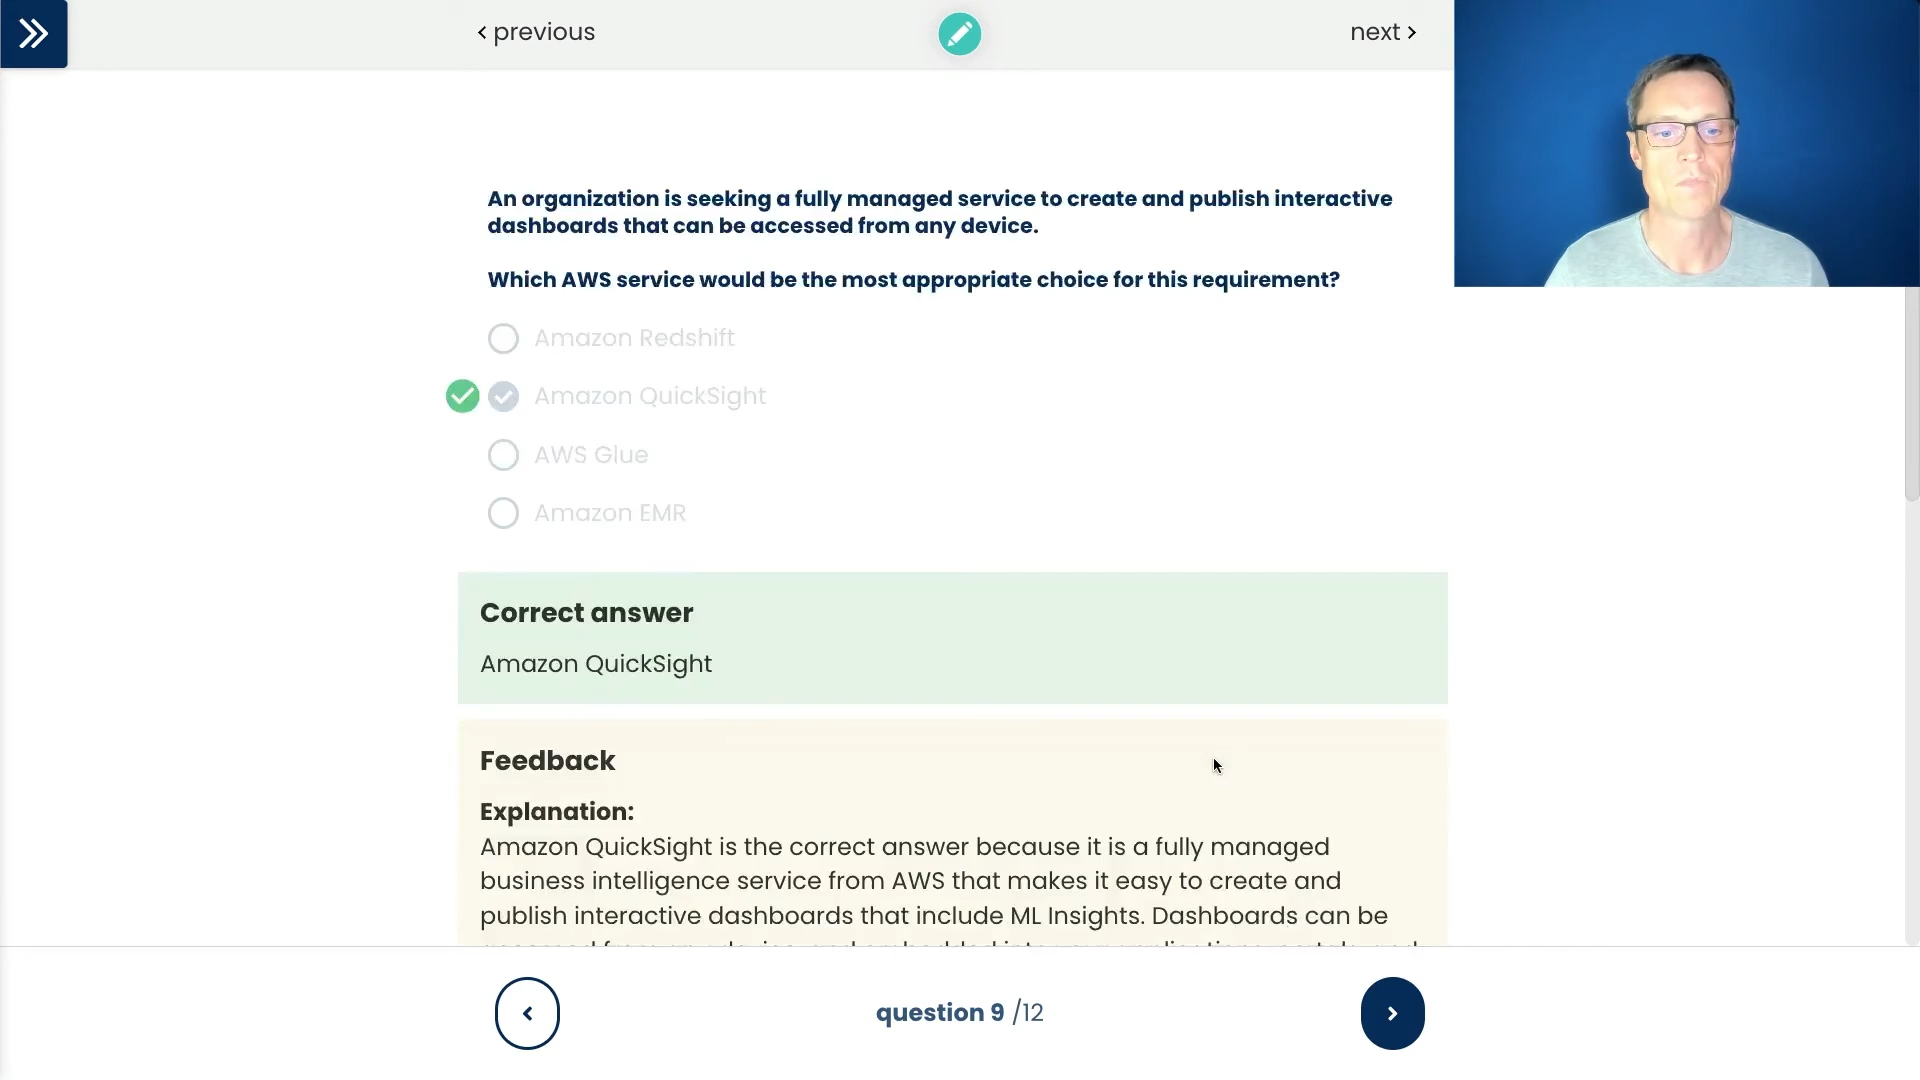 previous
next
An organization is seeking a fully managed service to create and publish interactive
dashboards that can be accessed from any device.
Which AWS service would be the most appropriate choice for this requirement?
Amazon Redshift
Amazon QuickSight
AWS Glue
Amazon EMR
Correct answer
Amazon QuickSight
Feedback
Explanation:
Amazon QuickSight is the correct answer because it is a fully managed
business intelligence service from AWS that makes it easy to create and
publish interactive dashboards that include ML Insights. Dashboards can be
question 9 /12